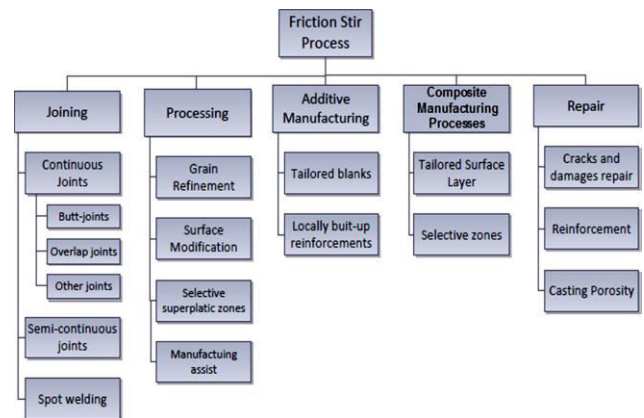 Friction Stir
Process
Joining
Processing
Additive
Manufacturing
Composite
Manufacturing
Processes
Repair
Continuous
Joints
Butt-joints
Overlap joints
Other joints
Semi-continuous
joints
Spot welding
Grain
Refinement
Surface
Modification
Selective
superplatic zones
Manufactuing
assist
Tailored blanks
Locally buit-up
reinforcements
Tailored Surface
Layer
Selective zones
Cracks and
damages repair
Reinforcement
Casting Porosity